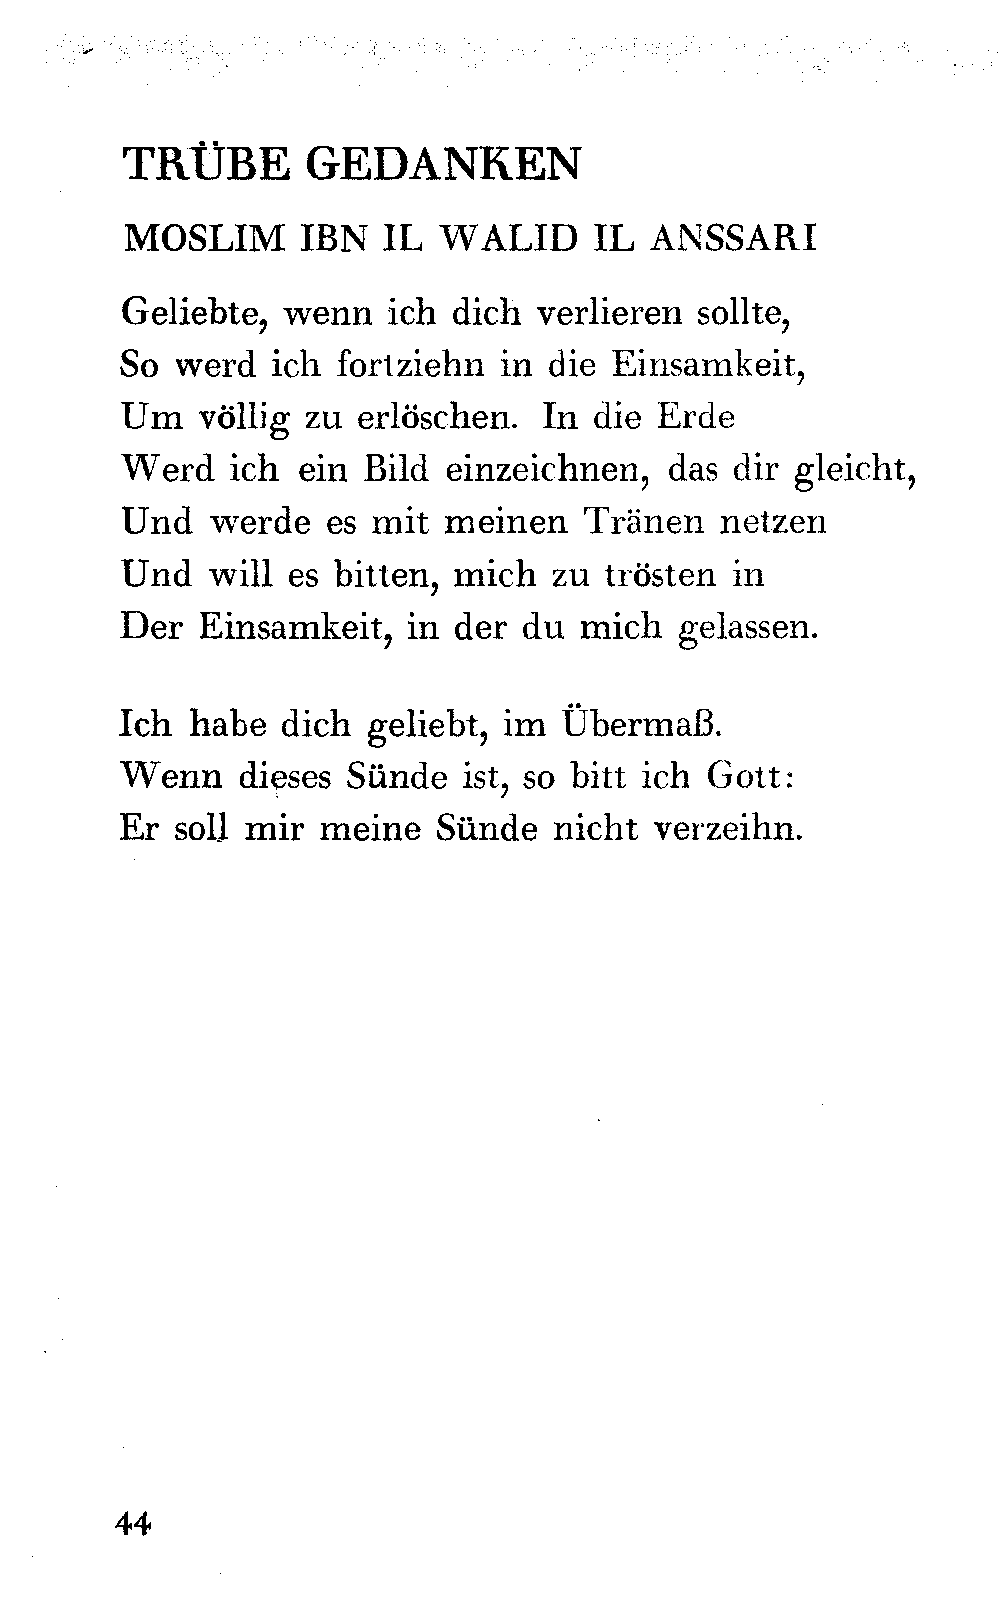 TRÜBE GEDANKEN
MOSLIM IBN IL WALID IL ANSSARI
Geliebte, wenn ich dich verlieren sollte,
So werd ich fortziehn in die Einsamkeit,
Um völlig zu erlöschen. In die Erde
Werd ich ein Bild einzeichnen, das dir gleicht,
Und werde es mit meinen Tränen netzen
Und will es bitten, mich zu trösten in
Der Einsamkeit, in der du mich gelassen.
Ich habe dich geliebt, im Übermaß.
Wenn dieses Sünde ist, so bitt ich Gott:
Er soll mir meine Sünde nicht verzeihn.
44